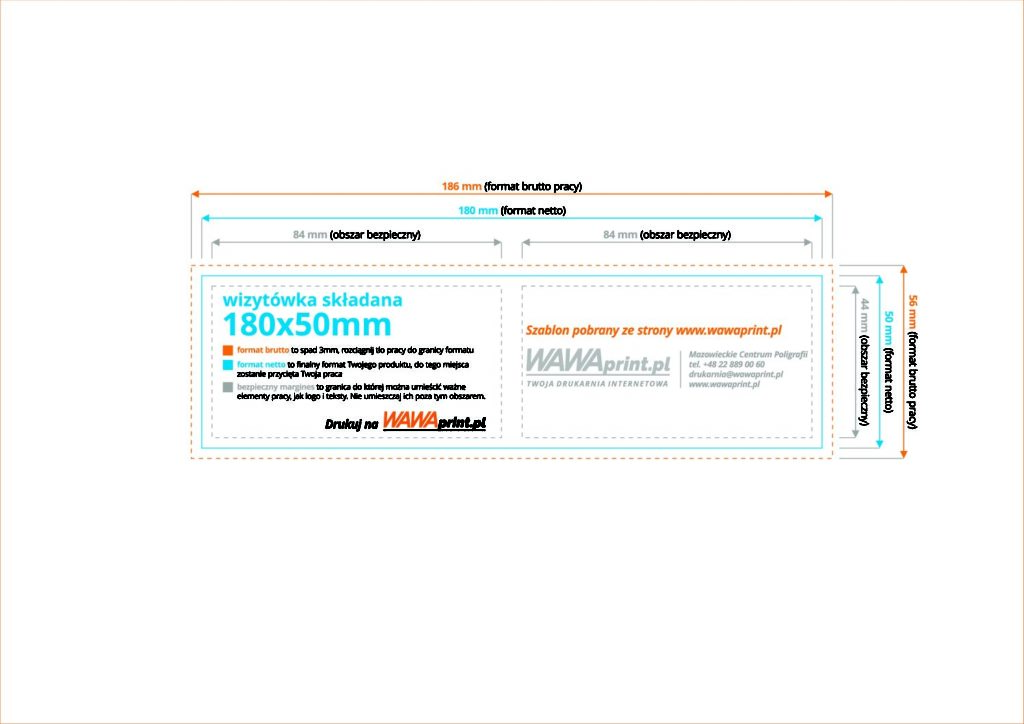 186 mm (format brutto pracy)
180 mm (format netto)
84 mm (obszar bezpieczny)
84 mm (obszar bezpieczny)
wizytówka składana
180x50mm
format brutto to spad 3mm, rozciągnij tło pracy do granicy formatu
format netto to finalny format Twojego produktu, do tego miejsca
zostanie przycięta Twoja praca
bezpieczny margines to granica do której można umieścić ważne
elementy pracy, jak logo i teksty. Nie umieszczaj ich poza tym obszarem.
Drukuj na WAWAprint.pl
Szablon pobrany ze strony www.wawaprint.pl
WAWAprint.pl
TWOJA DRUKARNIA INTERNETOWA
Mazowieckie Centrum Poligrafii
tel. +48 22 889 00 60
drukarnia@wawaprint.pl
www.wawaprint.pl
44 mm (obszar bezpieczny)
50 mm (format netto)
56 mm (format brutto pracy)